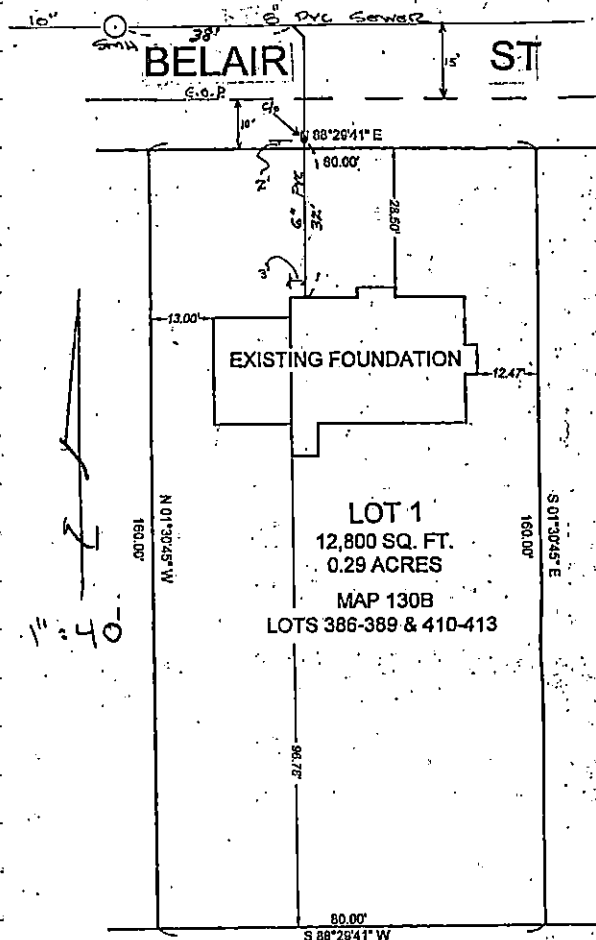 10"
8" PVC Sewer
SMH
38'
BELAIR ST
15'
E.O.P.
10'
c/o
N 88°29'41" E
80.00'
2'
6" PVC
32'
28.50'
3'
13.00'
EXISTING FOUNDATION
12.47'
N 01°30'45" W
160.00'
LOT 1
12,800 SQ. FT.
0.29 ACRES
MAP 130B
LOTS 386-389 & 410-413
160.00'
S 01°30'45" E
1":40'
96.78'
80.00'
S 88°29'41" W